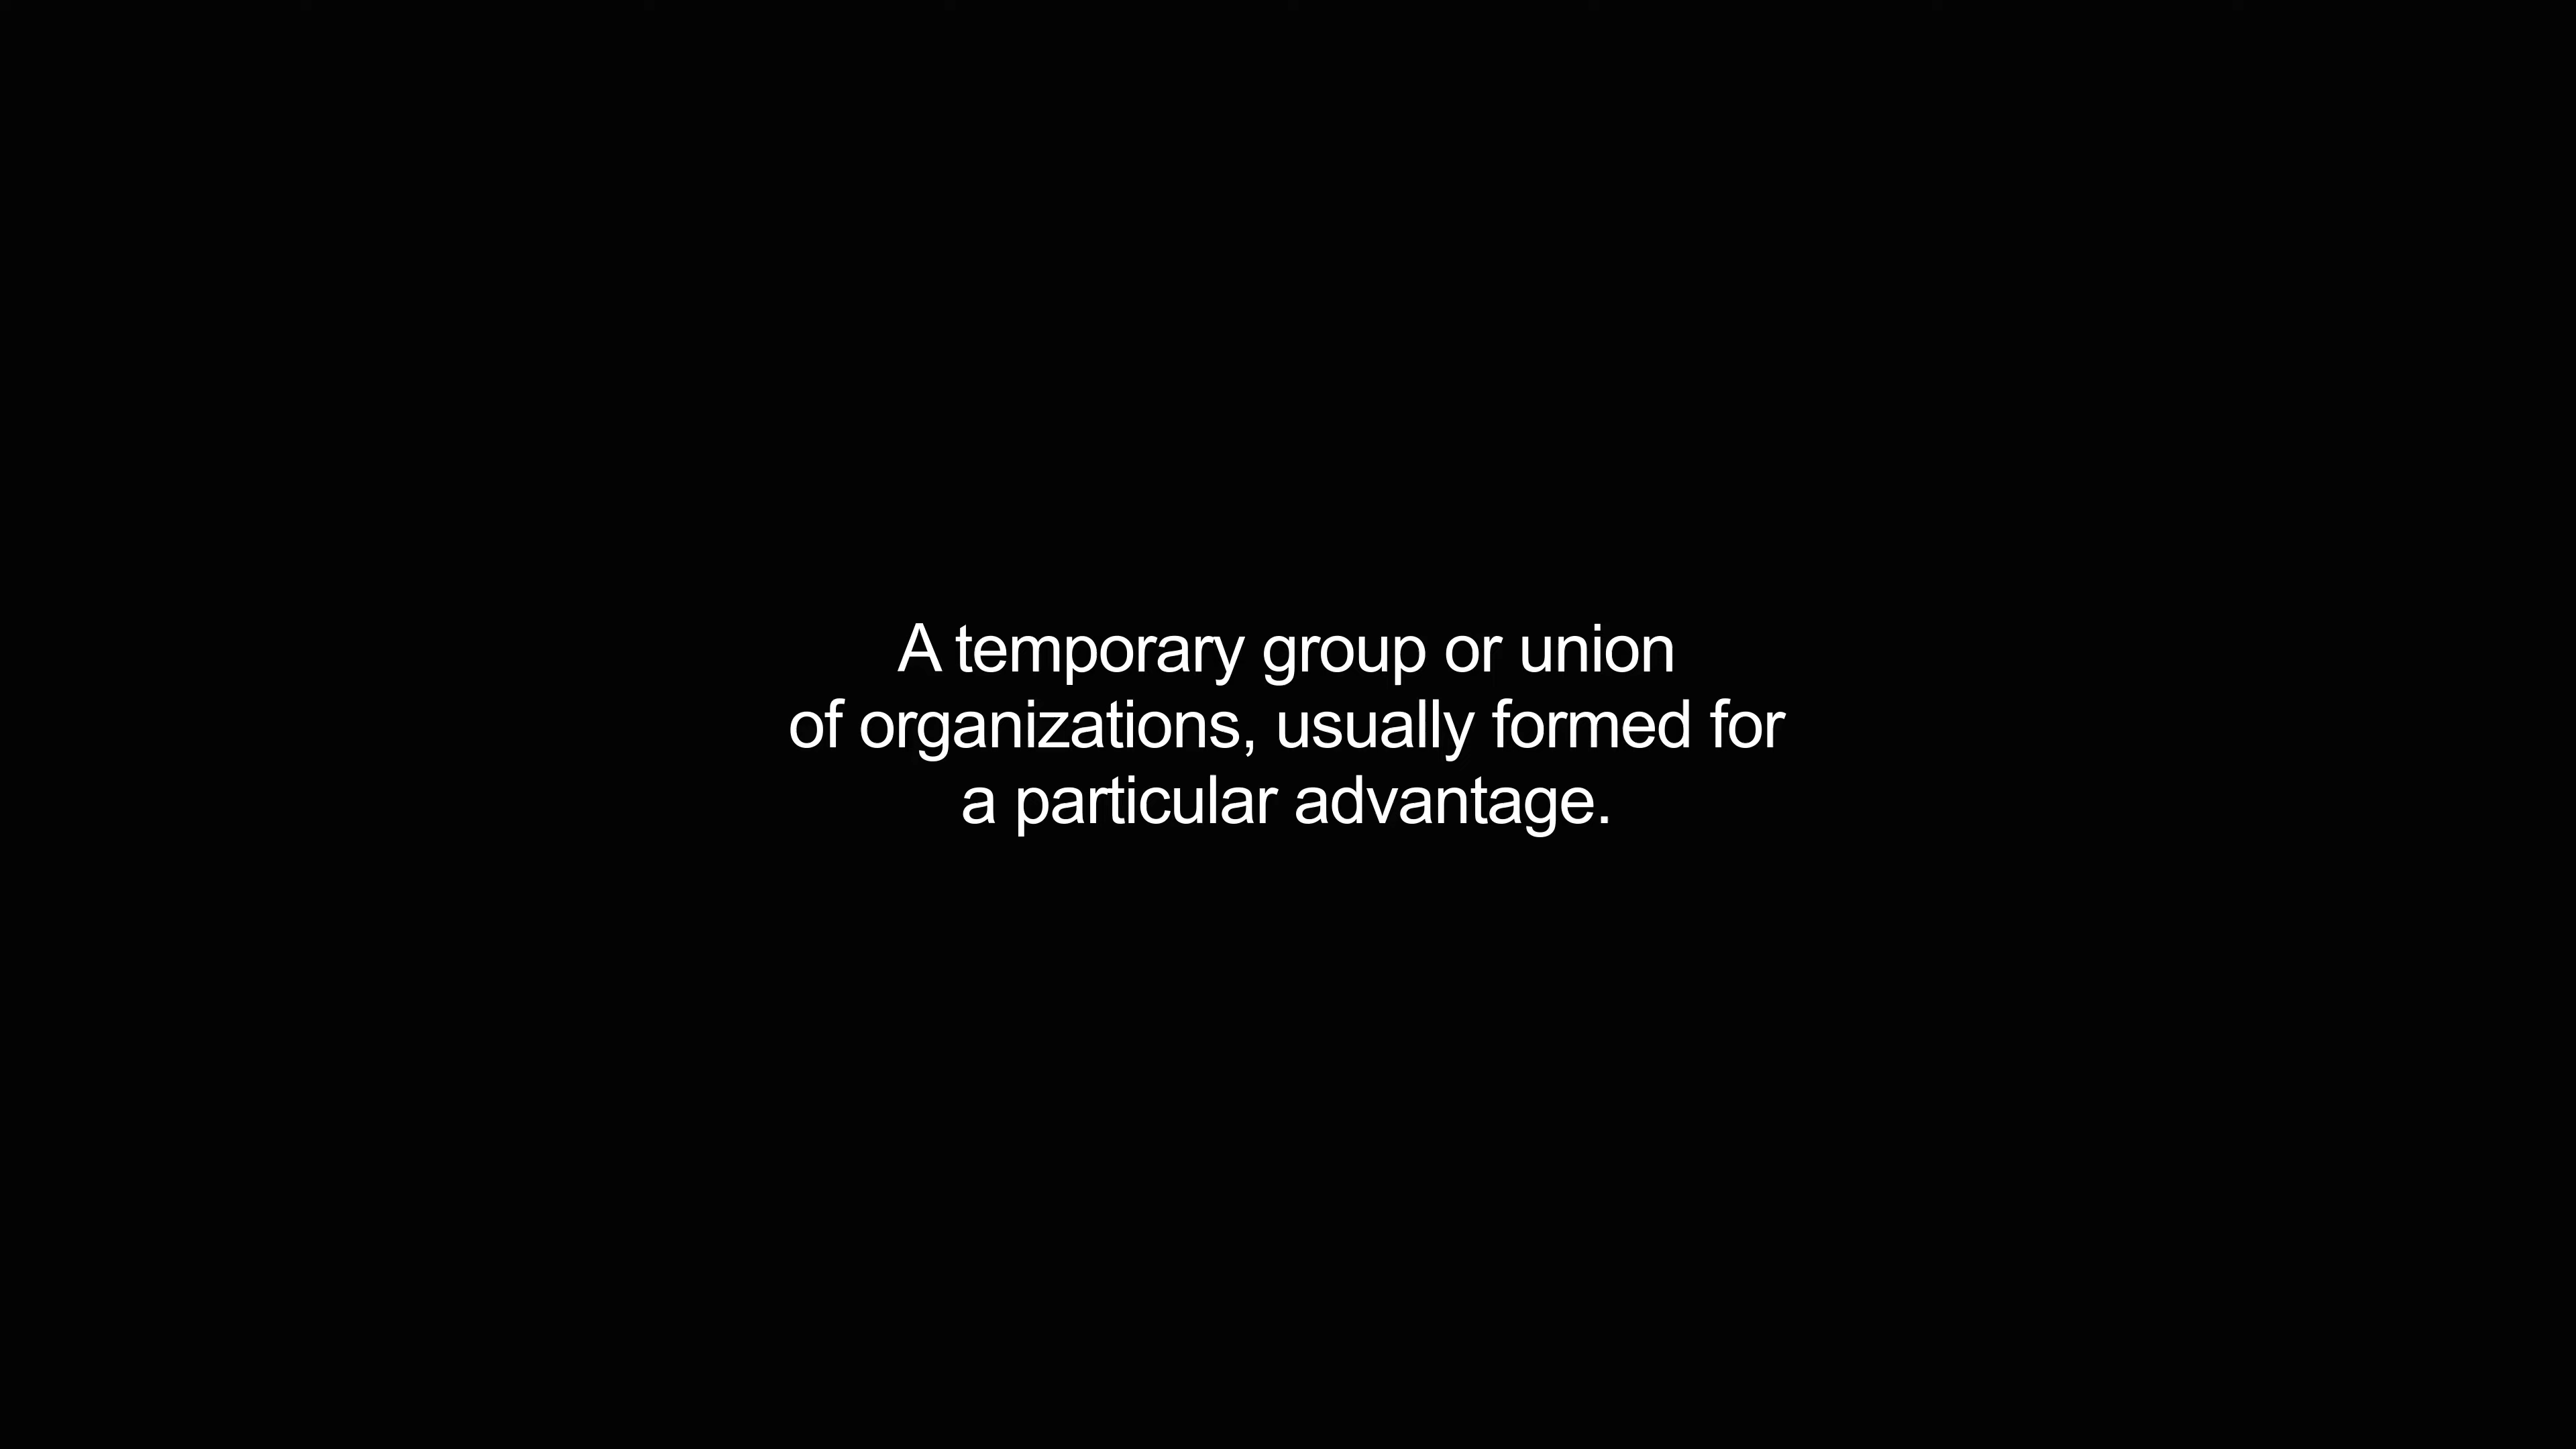 A temporary group or union
of organizations, usually formed for
a particular advantage.